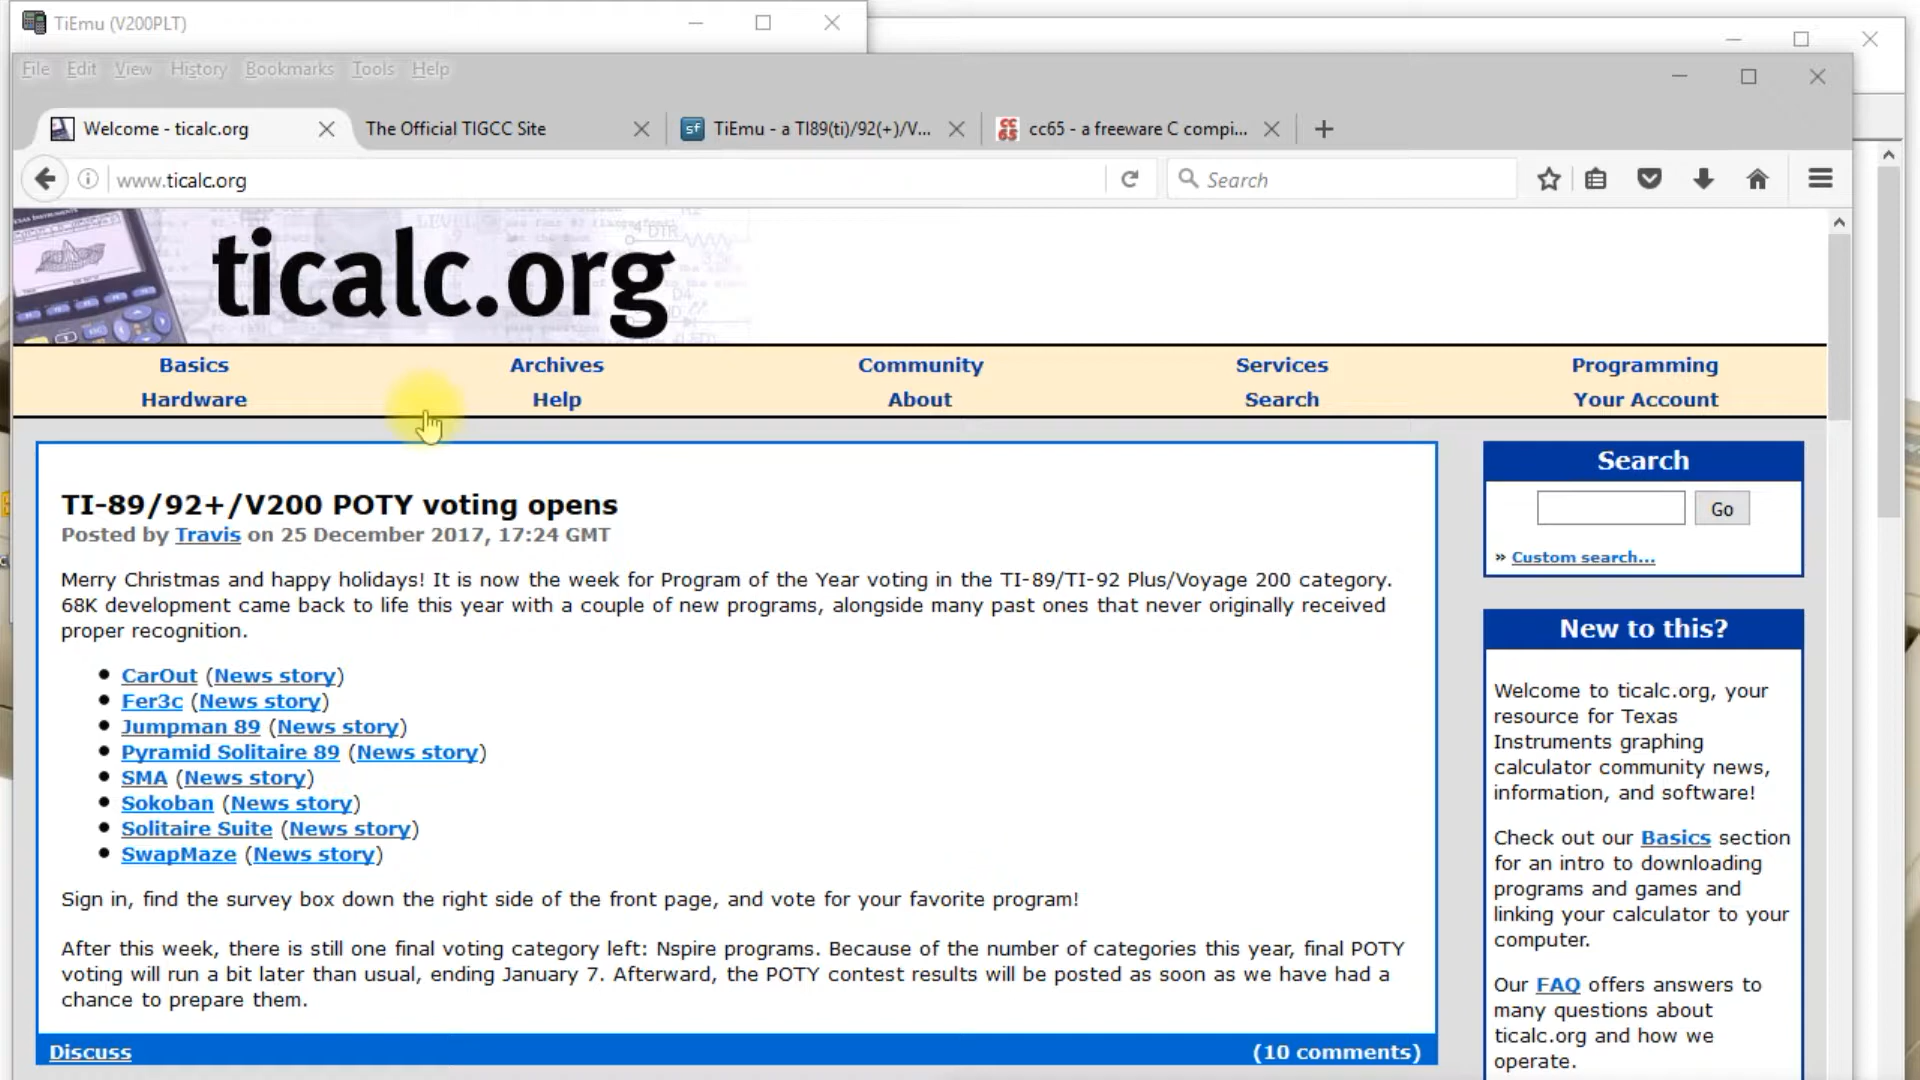 TiEmu (V200PLT)
File Edit View History Bookmarks Tools Help
Welcome - ticalc.org The Official TIGCC Site sf TiEmu - a TI89(ti)/92(+)/V... CC65 cc65 - a freeware C compi...
www.ticalc.org Search
ticalc.org
Basics Archives Community Services Programming
Hardware Help About Search Your Account
TI-89/92+/V200 POTY voting opens
Posted by Travis on 25 December 2017, 17:24 GMT
Merry Christmas and happy holidays! It is now the week for Program of the Year voting in the TI-89/TI-92 Plus/Voyage 200 category.
68K development came back to life this year with a couple of new programs, alongside many past ones that never originally received
proper recognition.
CarOut (News story)
Fer3c (News story)
Jumpman 89 (News story)
Pyramid Solitaire 89 (News story)
SMA (News story)
Sokoban (News story)
Solitaire Suite (News story)
SwapMaze (News story)
Sign in, find the survey box down the right side of the front page, and vote for your favorite program!
After this week, there is still one final voting category left: Nspire programs. Because of the number of categories this year, final POTY
voting will run a bit later than usual, ending January 7. Afterward, the POTY contest results will be posted as soon as we have had a
chance to prepare them.
Discuss (10 comments)
Search
Go
» Custom search...
New to this?
Welcome to ticalc.org, your
resource for Texas
Instruments graphing
calculator community news,
information, and software!
Check out our Basics section
for an intro to downloading
programs and games and
linking your calculator to your
computer.
Our FAQ offers answers to
many questions about
ticalc.org and how we
operate.